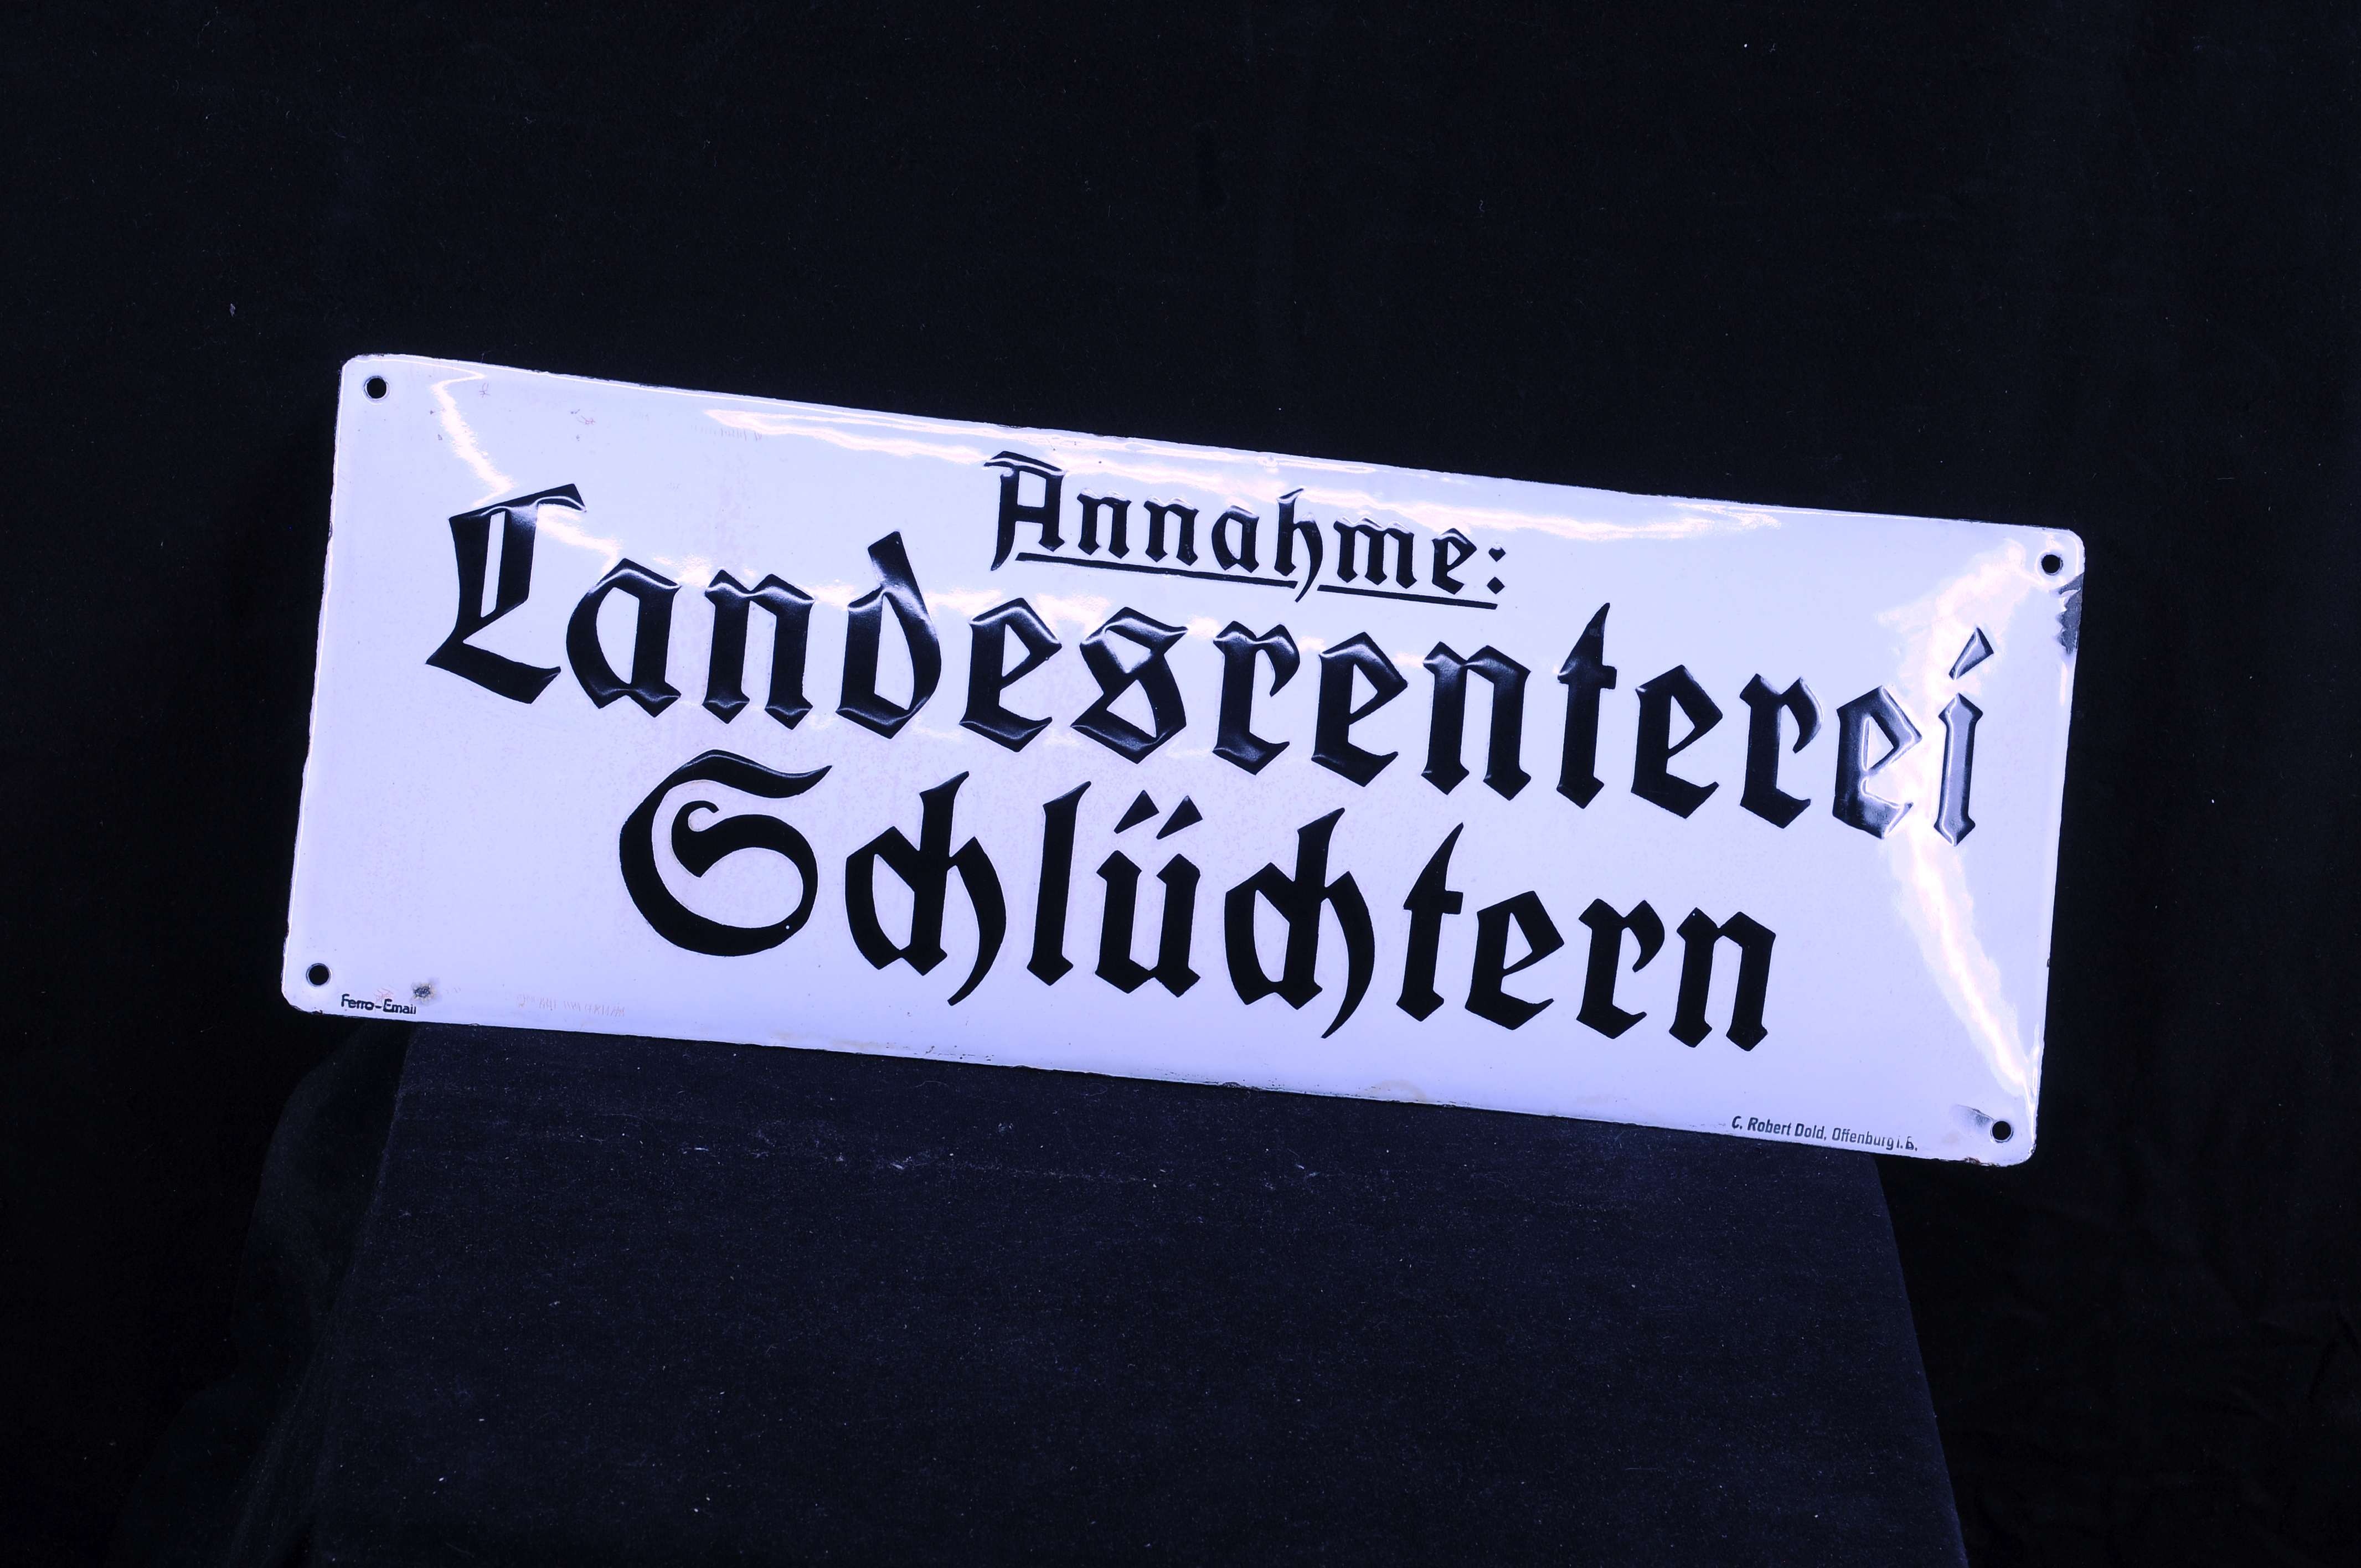 Annahme:
Landesrenterei
Schlüchtern
Ferro-Email
C. Robert Dold, Offenburg i. B.